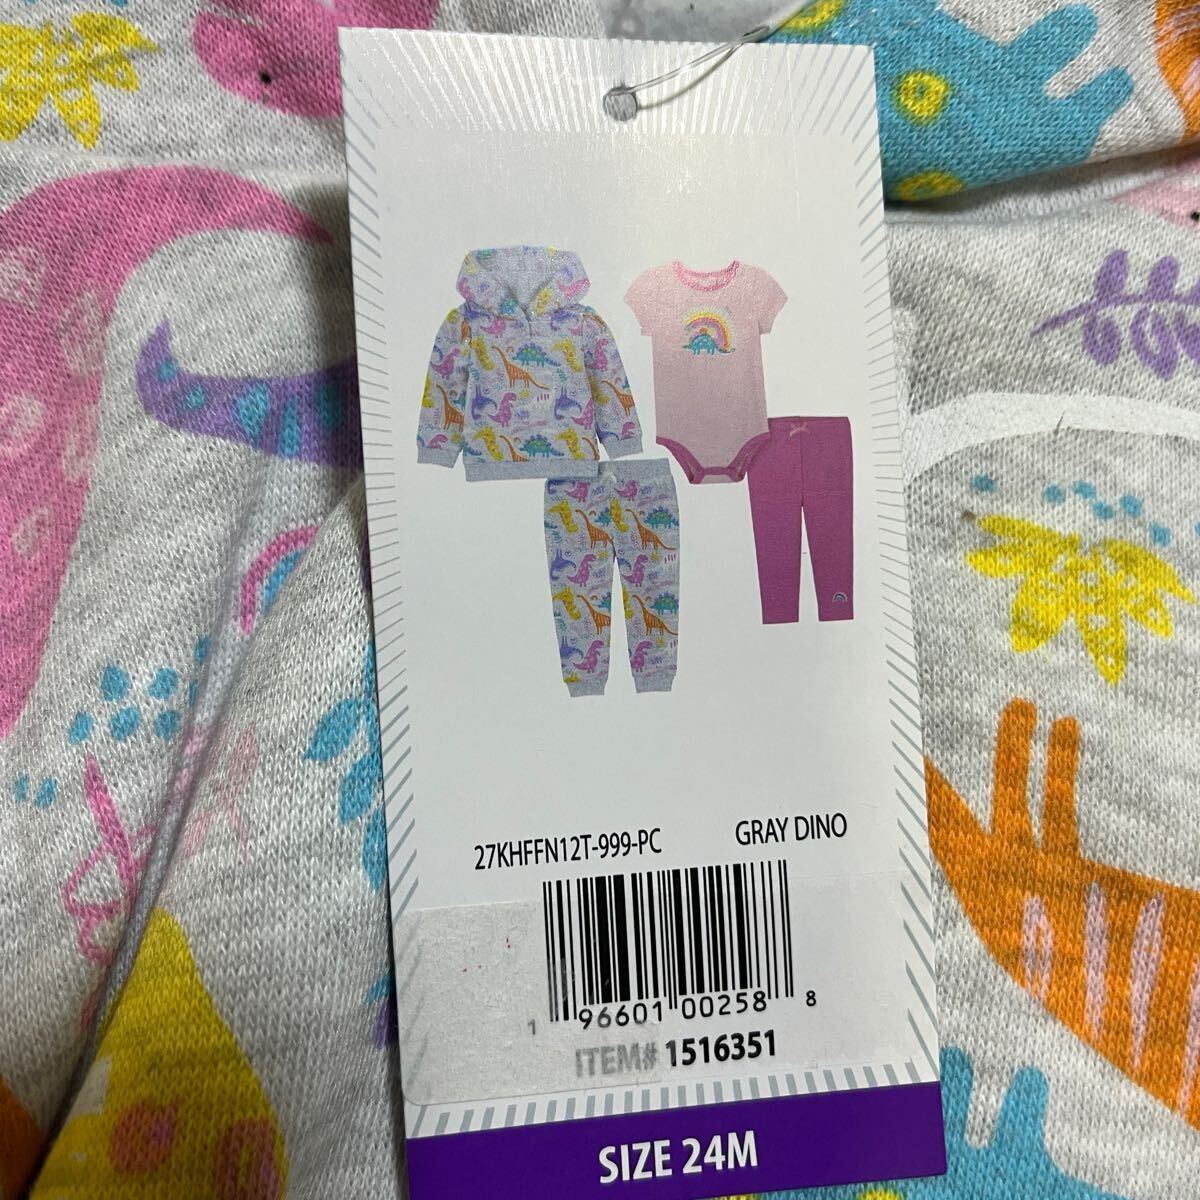 27KHFFN12T-999-PC GRAY DINO
1 96601 00258 8
ITEM# 1516351
SIZE 24M